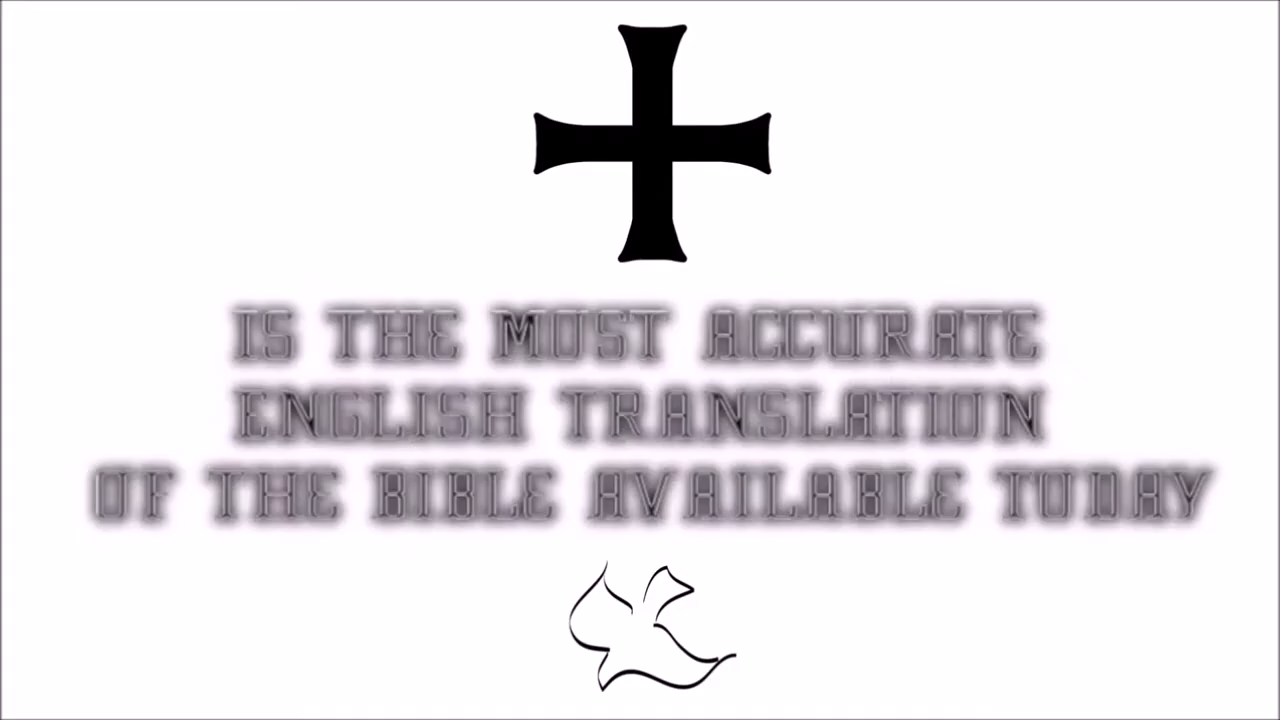 IS THE MOST ACCURATE
ENGLISH TRANSLATION
OF THE BIBLE AVAILABLE TODAY